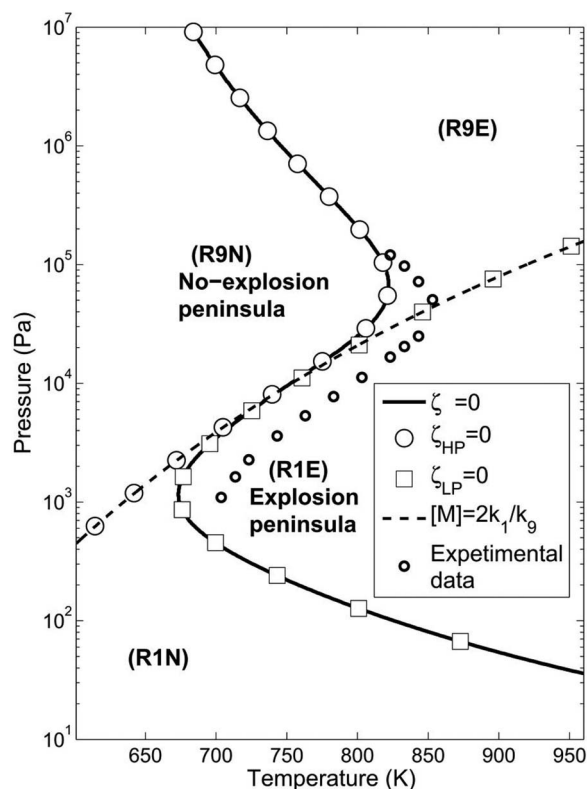 10^7
10^6
10^5
10^4
10^3
10^2
10^1
Pressure (Pa)
(R9E)
(R9N)
No−explosion
peninsula
(R1E)
Explosion
peninsula
(R1N)
ζ =0
ζ_HP=0
ζ_LP=0
[M]=2k_1/k_9
Expetimental
data
650 700 750 800 850 900 950
Temperature (K)